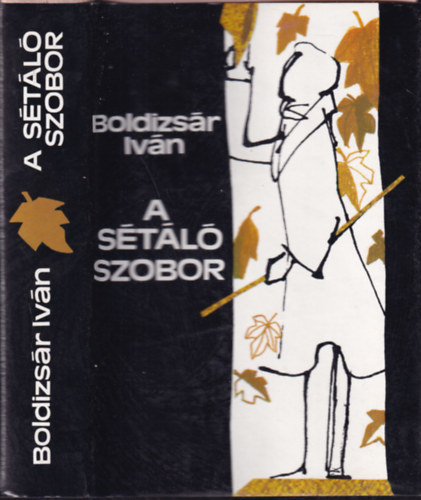 A SÉTÁLÓ
SZOBOR
Boldizsár Iván
Boldizsár
Iván
A
SÉTÁLÓ
SZOBOR